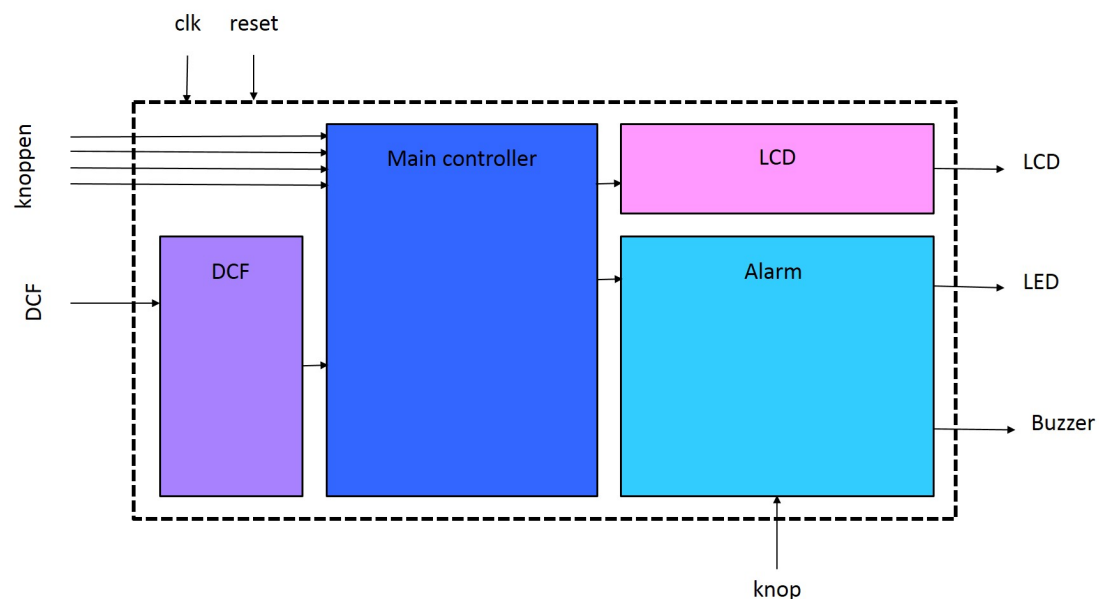 clk reset
knoppen
Main controller
LCD
LCD
DCF
DCF
Alarm
LED
Buzzer
knop